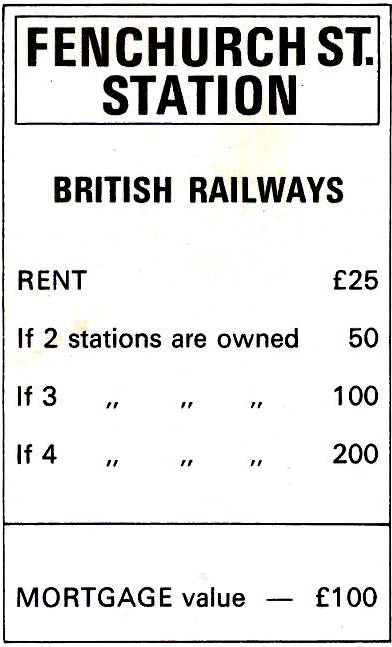 FENCHURCH ST.
STATION
BRITISH RAILWAYS
RENT £25
If 2 stations are owned 50
If 3 ,, ,, ,, 100
If 4 ,, ,, ,, 200
MORTGAGE value — £100